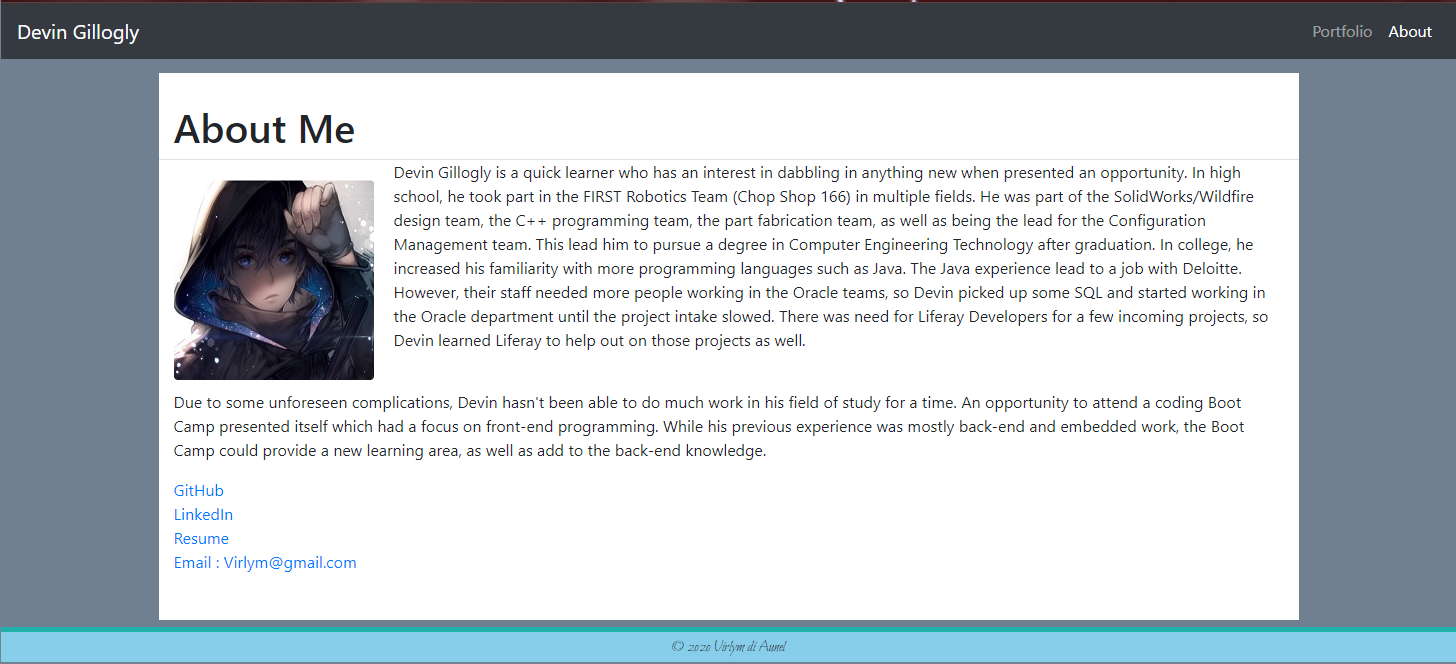 Devin Gillogly
Portfolio
About
About Me
Devin Gillogly is a quick learner who has an interest in dabbling in anything new when presented an opportunity. In high
school, he took part in the FIRST Robotics Team (Chop Shop 166) in multiple fields. He was part of the SolidWorks/Wildfire
design team, the C++ programming team, the part fabrication team, as well as being the lead for the Configuration
Management team. This lead him to pursue a degree in Computer Engineering Technology after graduation. In college, he
increased his familiarity with more programming languages such as Java. The Java experience lead to a job with Deloitte.
However, their staff needed more people working in the Oracle teams, so Devin picked up some SQL and started working in
the Oracle department until the project intake slowed. There was need for Liferay Developers for a few incoming projects, so
Devin learned Liferay to help out on those projects as well.
Due to some unforeseen complications, Devin hasn't been able to do much work in his field of study for a time. An opportunity to attend a coding Boot
Camp presented itself which had a focus on front-end programming. While his previous experience was mostly back-end and embedded work, the Boot
Camp could provide a new learning area, as well as add to the back-end knowledge.
GitHub
LinkedIn
Resume
Email : Virlym@gmail.com
© 2020 Virlym di Aunel